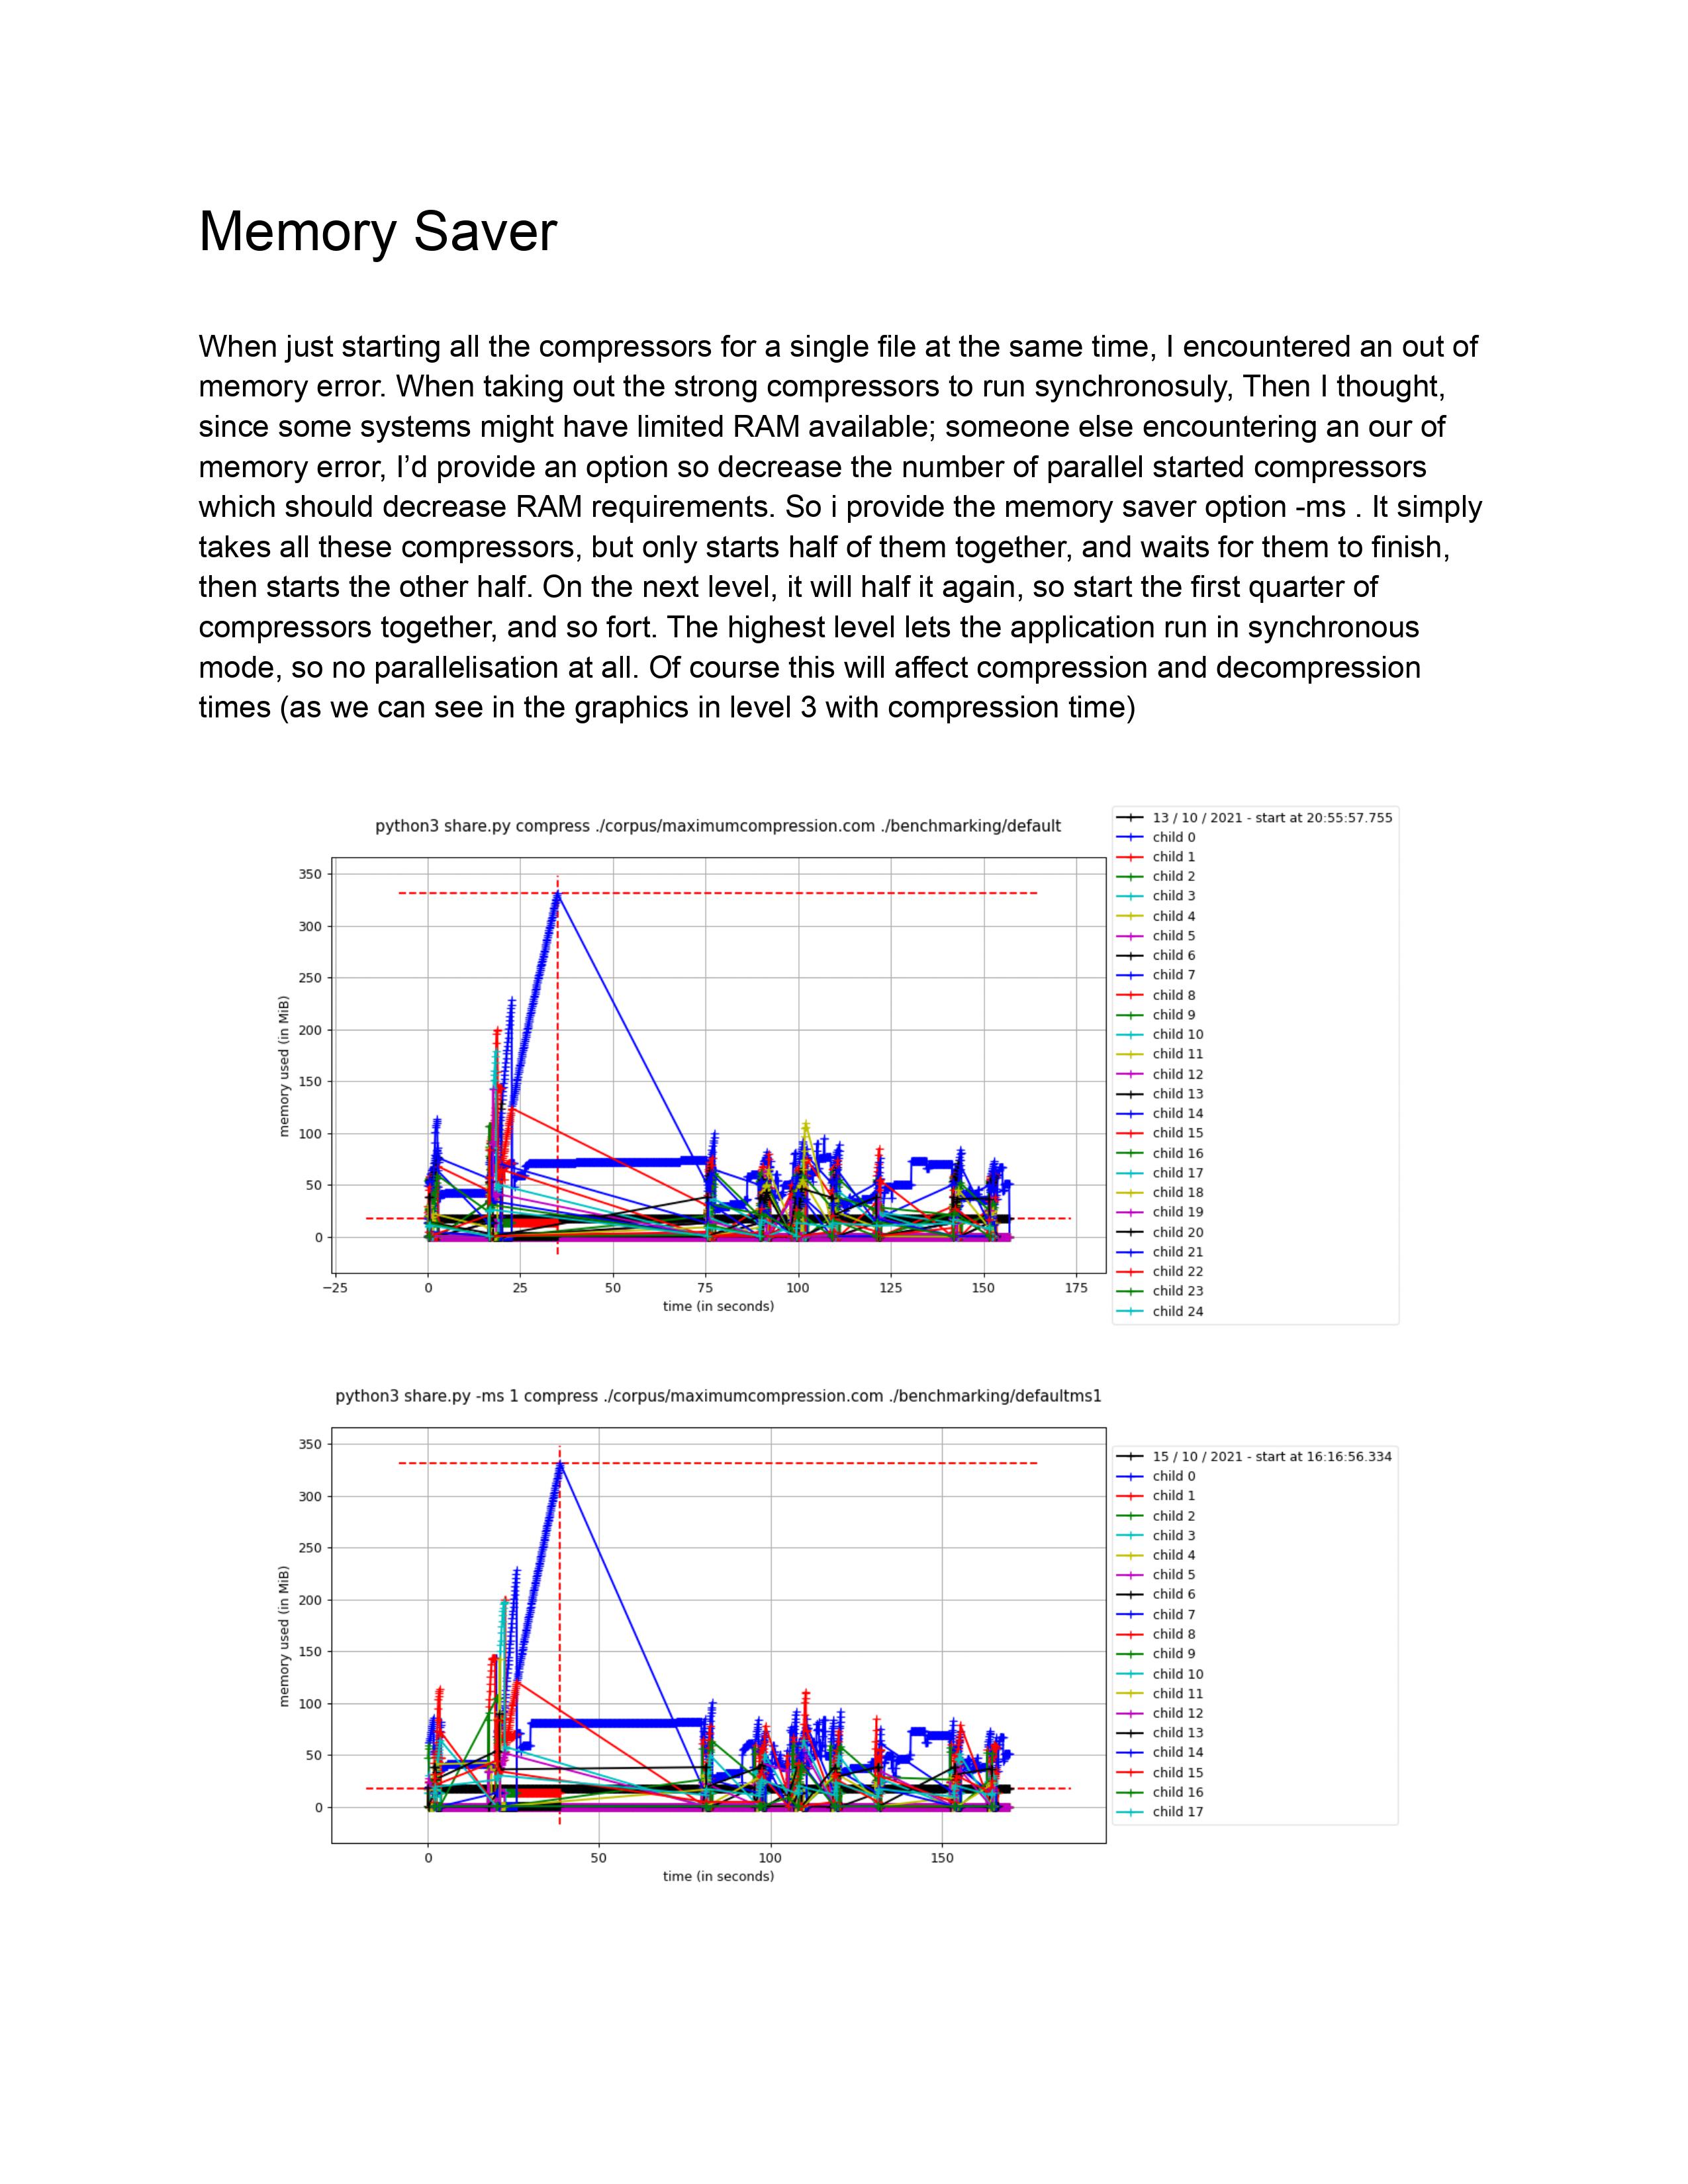 Memory Saver
When just starting all the compressors for a single file at the same time, I encountered an out of
memory error. When taking out the strong compressors to run synchronosuly, Then I thought,
since some systems might have limited RAM available; someone else encountering an our of
memory error, I’d provide an option so decrease the number of parallel started compressors
which should decrease RAM requirements. So i provide the memory saver option -ms . It simply
takes all these compressors, but only starts half of them together, and waits for them to finish,
then starts the other half. On the next level, it will half it again, so start the first quarter of
compressors together, and so fort. The highest level lets the application run in synchronous
mode, so no parallelisation at all. Of course this will affect compression and decompression
times (as we can see in the graphics in level 3 with compression time)
python3 share.py compress ./corpus/maximumcompression.com ./benchmarking/default
350
300
250
200
150
100
50
0
memory used (in MiB)
−25
0
25
50
75
100
125
150
175
time (in seconds)
13 / 10 / 2021 - start at 20:55:57.755
child 0
child 1
child 2
child 3
child 4
child 5
child 6
child 7
child 8
child 9
child 10
child 11
child 12
child 13
child 14
child 15
child 16
child 17
child 18
child 19
child 20
child 21
child 22
child 23
child 24
python3 share.py -ms 1 compress ./corpus/maximumcompression.com ./benchmarking/defaultms1
350
300
250
200
150
100
50
0
memory used (in MiB)
0
50
100
150
time (in seconds)
15 / 10 / 2021 - start at 16:16:56.334
child 0
child 1
child 2
child 3
child 4
child 5
child 6
child 7
child 8
child 9
child 10
child 11
child 12
child 13
child 14
child 15
child 16
child 17